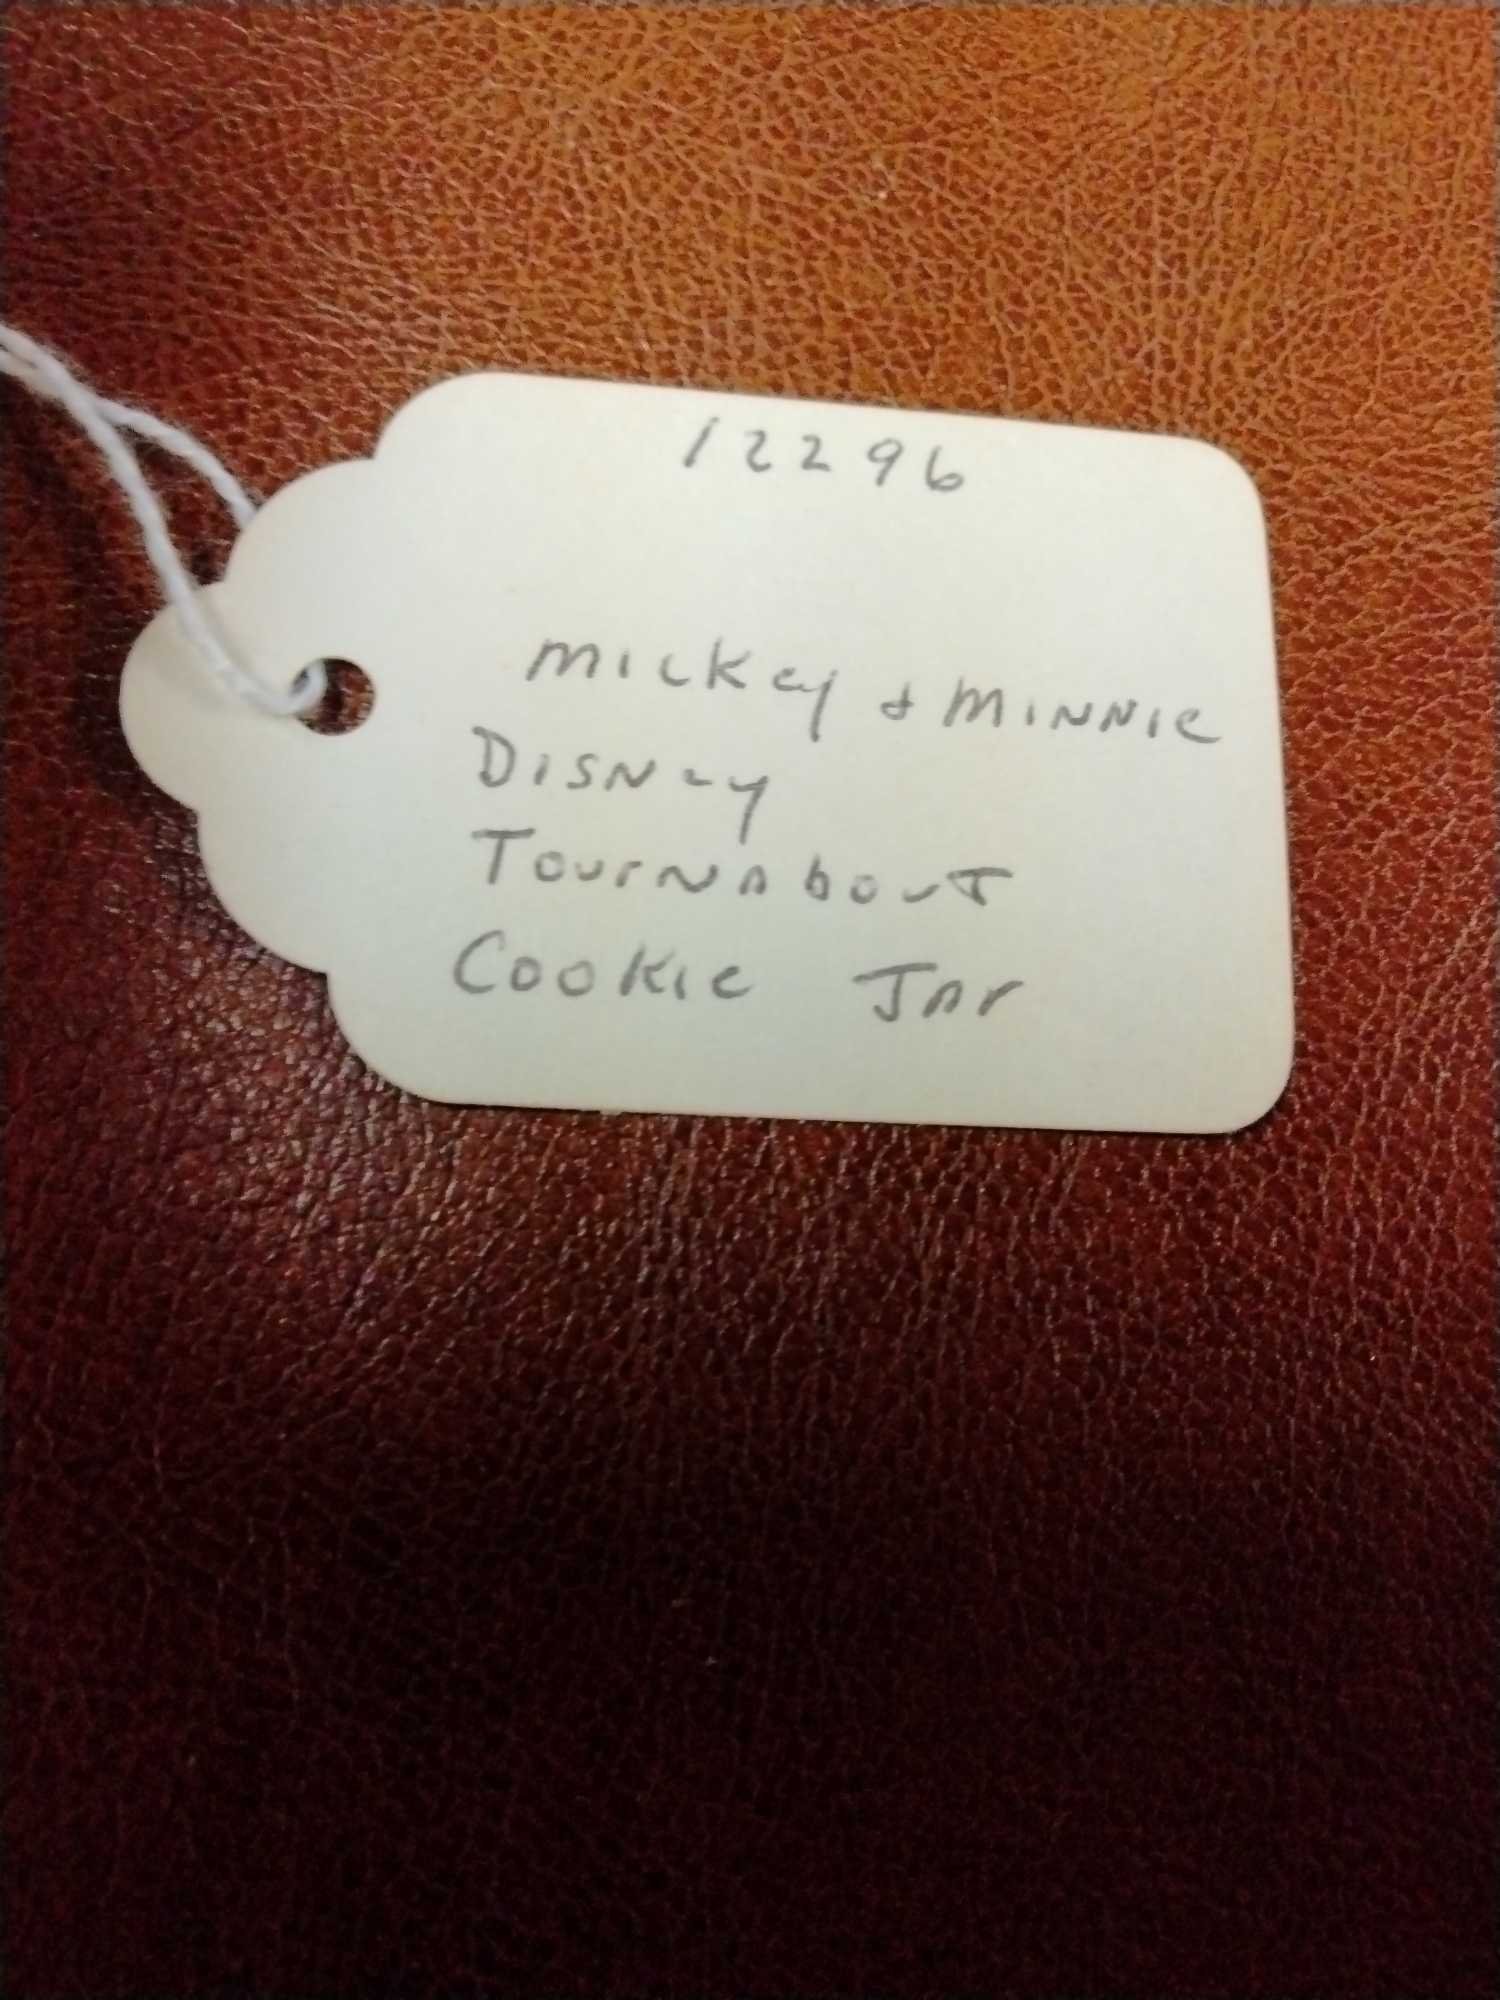 12296
Mickey & Minnie
Disney
Tournabout
Cookie Jar